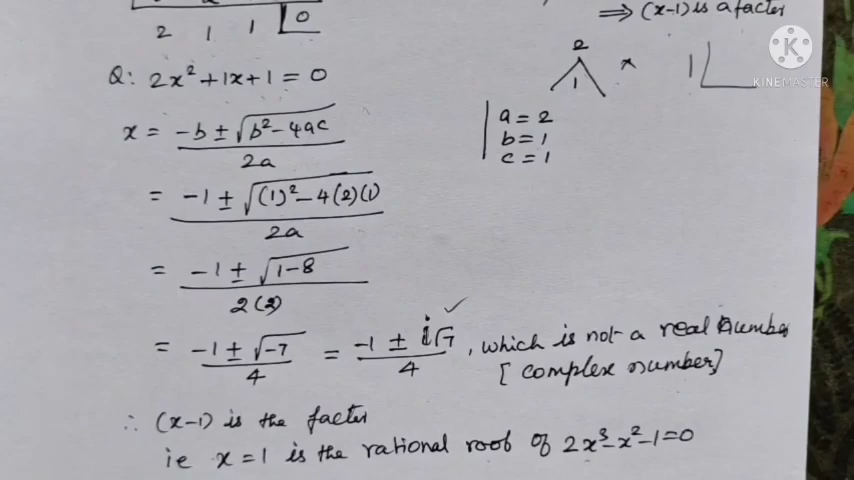 2 1 1 0
⟹ (x-1) is a factor
Q: 2x² + 1x + 1 = 0
2
1
x
1
KINEMASTER
x = (-b ± √(b² - 4ac))/2a
a = 2
b = 1
c = 1
= (-1 ± √((1)² - 4(2)(1)))/2a
= (-1 ± √(1-8))/2(2)
= (-1 ± √-7)/4 = (-1 ± i√7)/4, which is not a real number
[complex number]
∴ (x-1) is the factor
ie x = 1 is the rational root of 2x³ - x² - 1 = 0